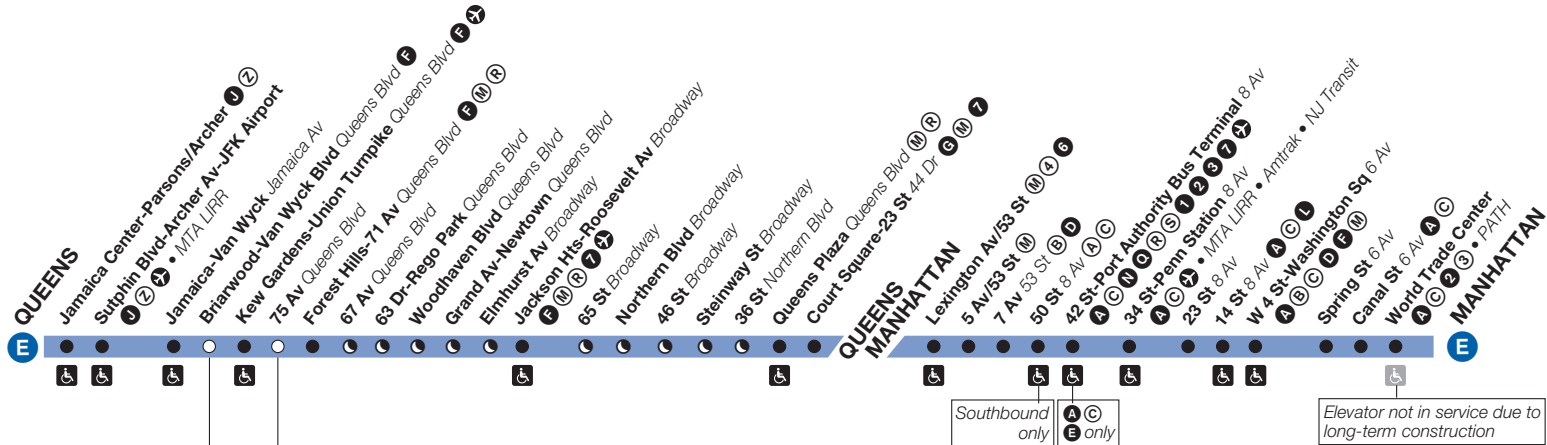 E
QUEENS
Jamaica Center-Parsons/Archer J Z
Sutphin Blvd-Archer Av-JFK Airport
J Z • MTA LIRR
Jamaica-Van Wyck Jamaica Av
Briarwood-Van Wyck Blvd Queens Blvd F
Kew Gardens-Union Turnpike Queens Blvd F
75 Av Queens Blvd
Forest Hills-71 Av Queens Blvd F M R
67 Av Queens Blvd
63 Dr-Rego Park Queens Blvd
Woodhaven Blvd Queens Blvd
Grand Av-Newtown Queens Blvd
Elmhurst Av Broadway
Jackson Hts-Roosevelt Av Broadway
F M R 7
65 St Broadway
Northern Blvd Broadway
46 St Broadway
Steinway St Broadway
36 St Northern Blvd
Queens Plaza Queens Blvd M R
Court Square-23 St 44 Dr G M 7
QUEENS
MANHATTAN
Lexington Av/53 St M 4 6
5 Av/53 St M
7 Av 53 St B D
50 St 8 Av A C
42 St-Port Authority Bus Terminal 8 Av
A C N Q R S 1 2 3 7
34 St-Penn Station 8 Av
A C • MTA LIRR • Amtrak • NJ Transit
23 St 8 Av
14 St 8 Av A C L
W 4 St-Washington Sq 6 Av
A B C D F M
Spring St 6 Av
Canal St 6 Av A C
World Trade Center
A C 2 3 • PATH
MANHATTAN
E
Southbound
only
A C
E only
Elevator not in service due to
long-term construction